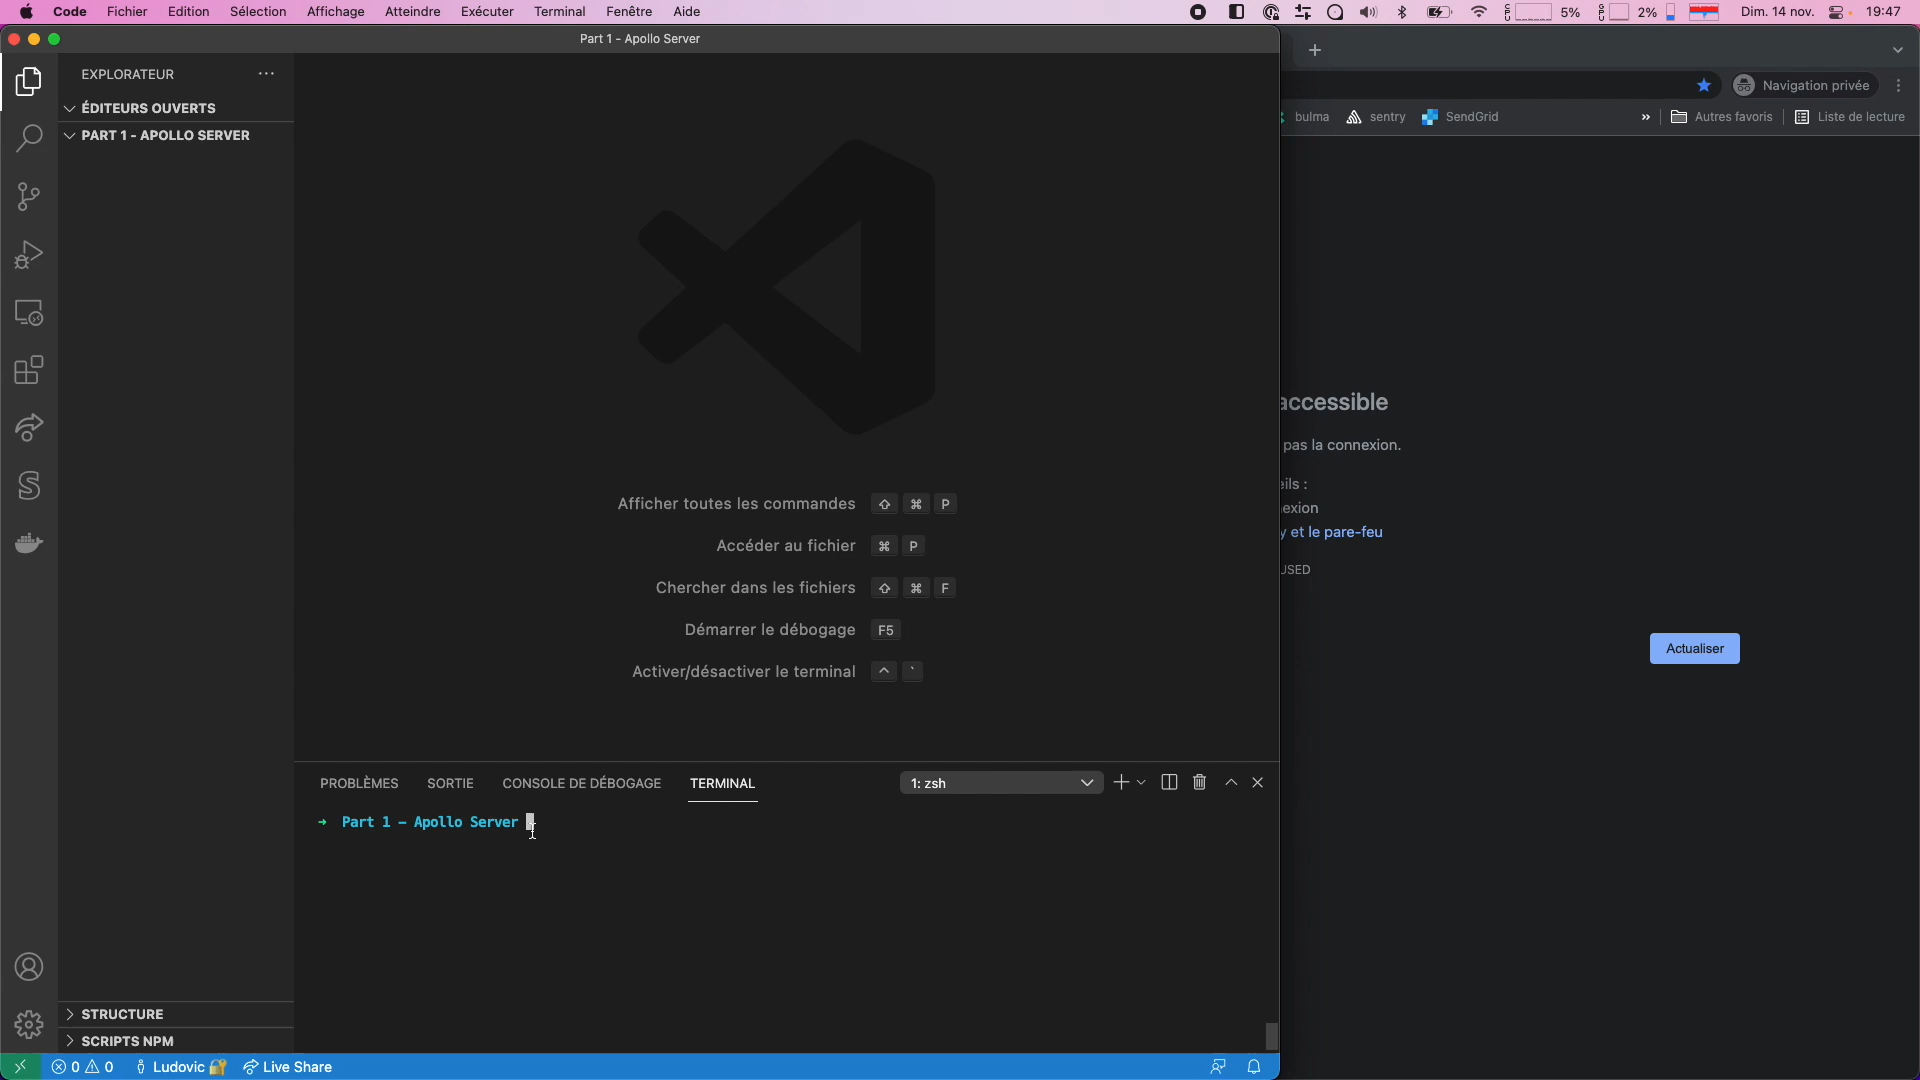 Code Fichier Edition Sélection Affichage Atteindre Exécuter Terminal Fenêtre Aide
CPU 5% 2% Dim. 14 nov. 19:47
Part 1 - Apollo Server
Navigation privée
bulma sentry SendGrid » Autres favoris Liste de lecture
EXPLORATEUR
ÉDITEURS OUVERTS
PART 1 - APOLLO SERVER
Afficher toutes les commandes ⇧ ⌘ P
Accéder au fichier ⌘ P
Chercher dans les fichiers ⇧ ⌘ F
Démarrer le débogage F5
Activer/désactiver le terminal ^ `
accessible
pas la connexion.
ils :
exion
y et le pare-feu
USED
Actualiser
PROBLÈMES SORTIE CONSOLE DE DÉBOGAGE TERMINAL 1: zsh
➜ Part 1 – Apollo Server
STRUCTURE
SCRIPTS NPM
0 0 Ludovic Live Share